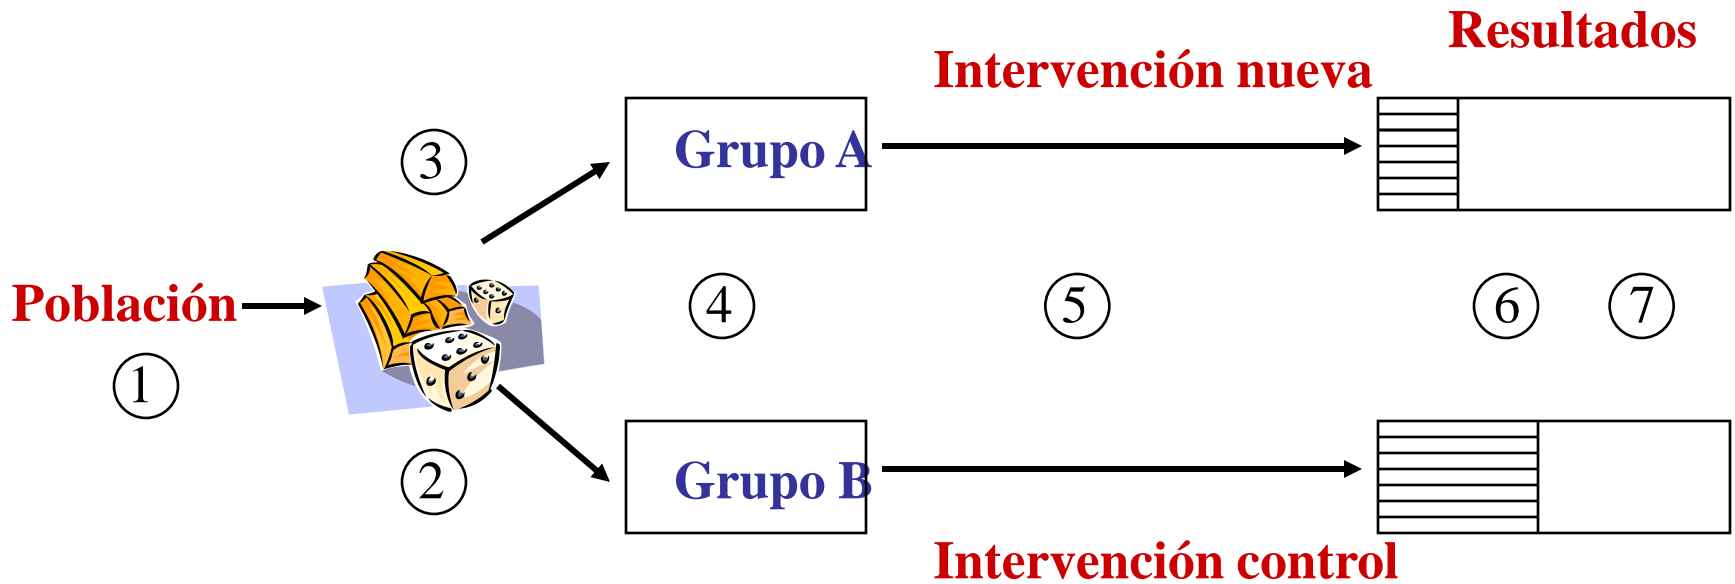 Resultados
Intervención nueva
Grupo A
3
Población
4
5
6
7
1
2
Grupo B
Intervención control